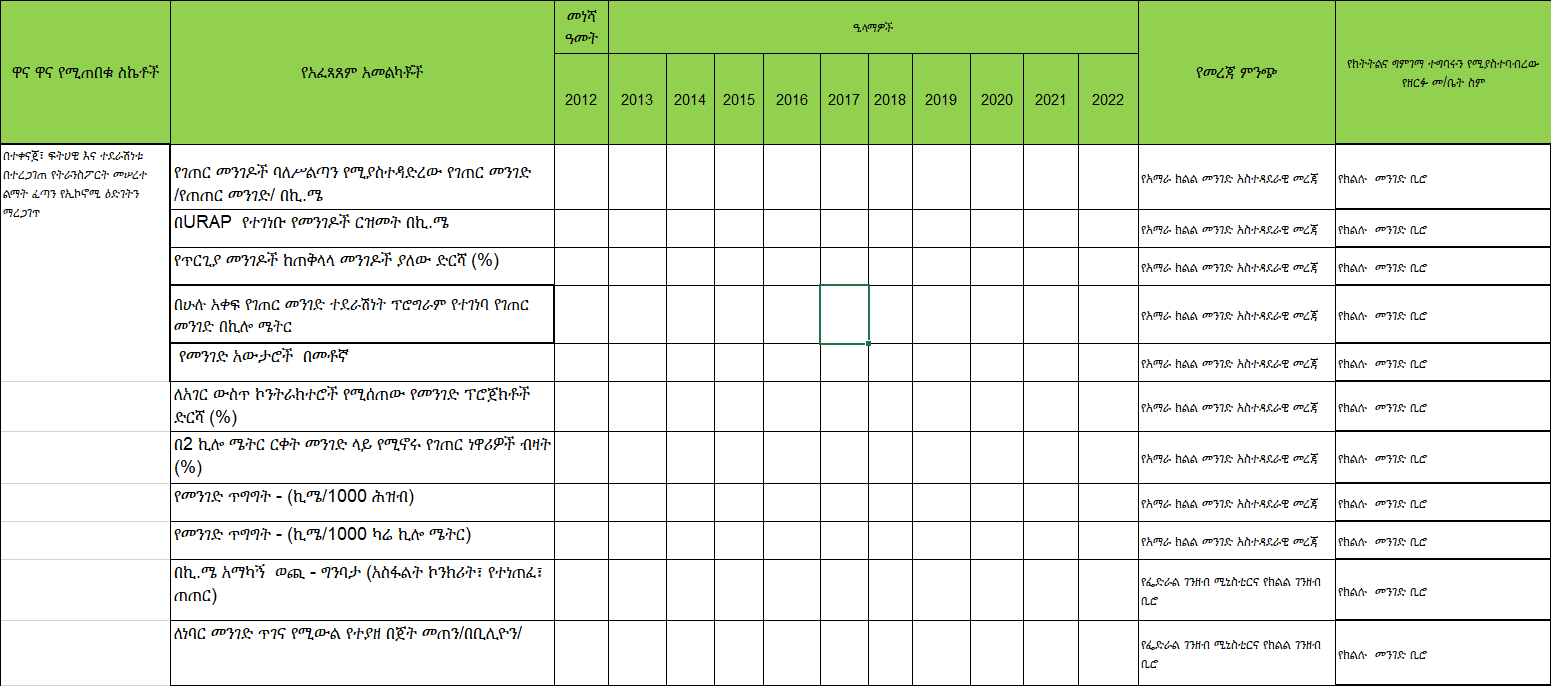 ዋና ዋና የሚጠበቁ ስኬቶች
የአፈጻጸም አመልካቾች
መነሻ
ዓመት
ዒላማዎች
የመረጃ ምንጭ
የክትትልና ግምገማ ተግባሩን የሚያስተባብረው
የዘርፉ መ/ቤት ስም
2012 2013 2014 2015 2016 2017 2018 2019 2020 2021 2022
በተቀናጀ፣ ፍትሀዊ እና ተደራሽነቱ
በተረጋገጠ የትራንስፖርት መሠረተ
ልማት ፈጣን የኢኮኖሚ ዕድገትን
ማረጋገጥ
የገጠር መንገዶች ባለሥልጣን የሚያስተዳድረው የገጠር መንገድ
/የጠጠር መንገድ/ በኪ.ሜ
የአማራ ክልል መንገድ አስተዳደራዊ መረጃ
የክልሉ መንገድ ቢሮ
በURAP የተገነቡ የመንገዶች ርዝመት በኪ.ሜ
የአማራ ክልል መንገድ አስተዳደራዊ መረጃ
የክልሉ መንገድ ቢሮ
የጥርጊያ መንገዶች ከጠቅላላ መንገዶች ያለው ድርሻ (%)
የአማራ ክልል መንገድ አስተዳደራዊ መረጃ
የክልሉ መንገድ ቢሮ
በሁሉ አቀፍ የገጠር መንገድ ተደራሽነት ፕሮግራም የተገነባ የገጠር
መንገድ በኪሎ ሜትር
የአማራ ክልል መንገድ አስተዳደራዊ መረጃ
የክልሉ መንገድ ቢሮ
የመንገድ አውታሮች በመቶኛ
የአማራ ክልል መንገድ አስተዳደራዊ መረጃ
የክልሉ መንገድ ቢሮ
ለአገር ውስጥ ኮንትራክተሮች የሚሰጠው የመንገድ ፕሮጀክቶች
ድርሻ (%)
የአማራ ክልል መንገድ አስተዳደራዊ መረጃ
የክልሉ መንገድ ቢሮ
በ2 ኪሎ ሜትር ርቀት መንገድ ላይ የሚኖሩ የገጠር ነዋሪዎች ብዛት
(%)
የአማራ ክልል መንገድ አስተዳደራዊ መረጃ
የክልሉ መንገድ ቢሮ
የመንገድ ጥግግት - (ኪሜ/1000 ሕዝብ)
የአማራ ክልል መንገድ አስተዳደራዊ መረጃ
የክልሉ መንገድ ቢሮ
የመንገድ ጥግግት - (ኪሜ/1000 ካሬ ኪሎ ሜትር)
የአማራ ክልል መንገድ አስተዳደራዊ መረጃ
የክልሉ መንገድ ቢሮ
በኪ.ሜ አማካኝ ወጪ - ግንባታ (አስፋልት ኮንክሪት፣ የተነጠፈ፣
ጠጠር)
የፌድራል ገንዘብ ሚኒስቴርና የክልል ገንዘብ
ቢሮ
የክልሉ መንገድ ቢሮ
ለነባር መንገድ ጥገና የሚውል የተያዘ በጀት መጠን/በቢሊዮን/
የፌድራል ገንዘብ ሚኒስቴርና የክልል ገንዘብ
ቢሮ
የክልሉ መንገድ ቢሮ